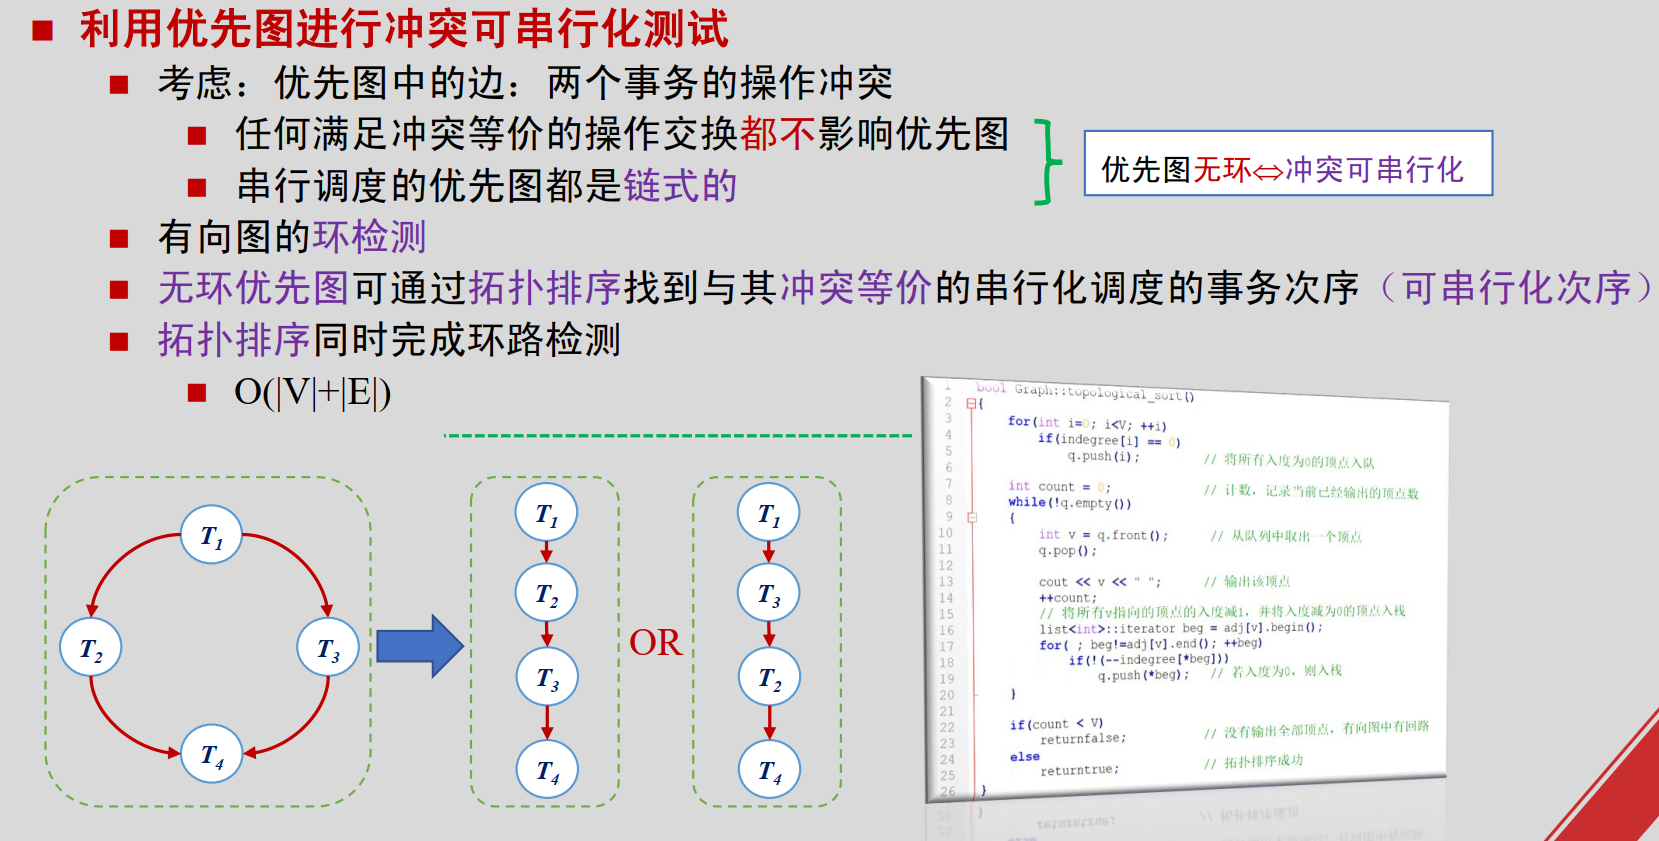 利用优先图进行冲突可串行化测试
考虑：优先图中的边：两个事务的操作冲突
任何满足冲突等价的操作交换都不影响优先图
串行调度的优先图都是链式的
优先图无环⇔冲突可串行化
有向图的环检测
无环优先图可通过拓扑排序找到与其冲突等价的串行化调度的事务次序（可串行化次序）
拓扑排序同时完成环路检测
O(|V|+|E|)
T1
T2
T3
T4
T1
T2
T3
T4
OR
T1
T3
T2
T4
1 bool Graph::topological_sort()
2 {
3 for(int i=0; i<V; ++i)
4 if(indegree[i] == 0)
5 q.push(i); // 将所有入度为0的顶点入队
6
7 int count = 0; // 计数，记录当前已经输出的顶点数
8 while(!q.empty())
9 {
10 int v = q.front(); // 从队列中取出一个顶点
11 q.pop();
12
13 cout << v << " "; // 输出该顶点
14 ++count;
15 // 将所有v指向的顶点的入度减1，并将入度减为0的顶点入栈
16 list<int>::iterator beg = adj[v].begin();
17 for( ; beg!=adj[v].end(); ++beg)
18 if(!(--indegree[*beg]))
19 q.push(*beg); // 若入度为0，则入栈
20 }
21
22 if(count < V)
23 returnfalse; // 没有输出全部顶点，有向图中有回路
24 else
25 returntrue; // 拓扑排序成功
26 }